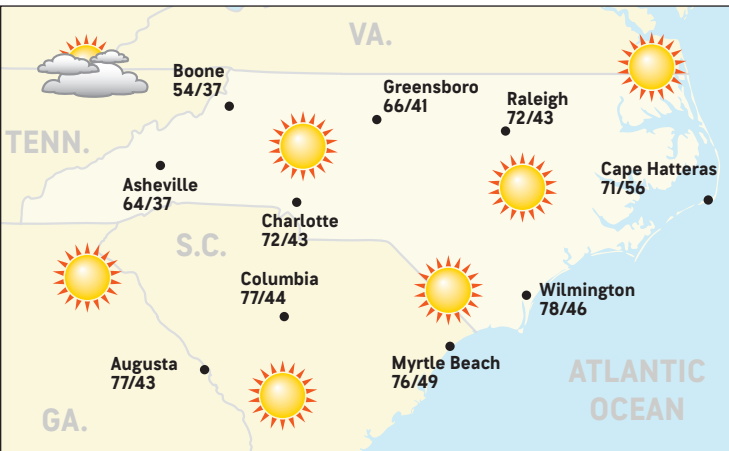 VA.
Boone
54/37
Greensboro
66/41
Raleigh
72/43
TENN.
Asheville
64/37
Cape Hatteras
71/56
Charlotte
72/43
S.C.
Columbia
77/44
Wilmington
78/46
Augusta
77/43
Myrtle Beach
76/49
ATLANTIC
OCEAN
GA.